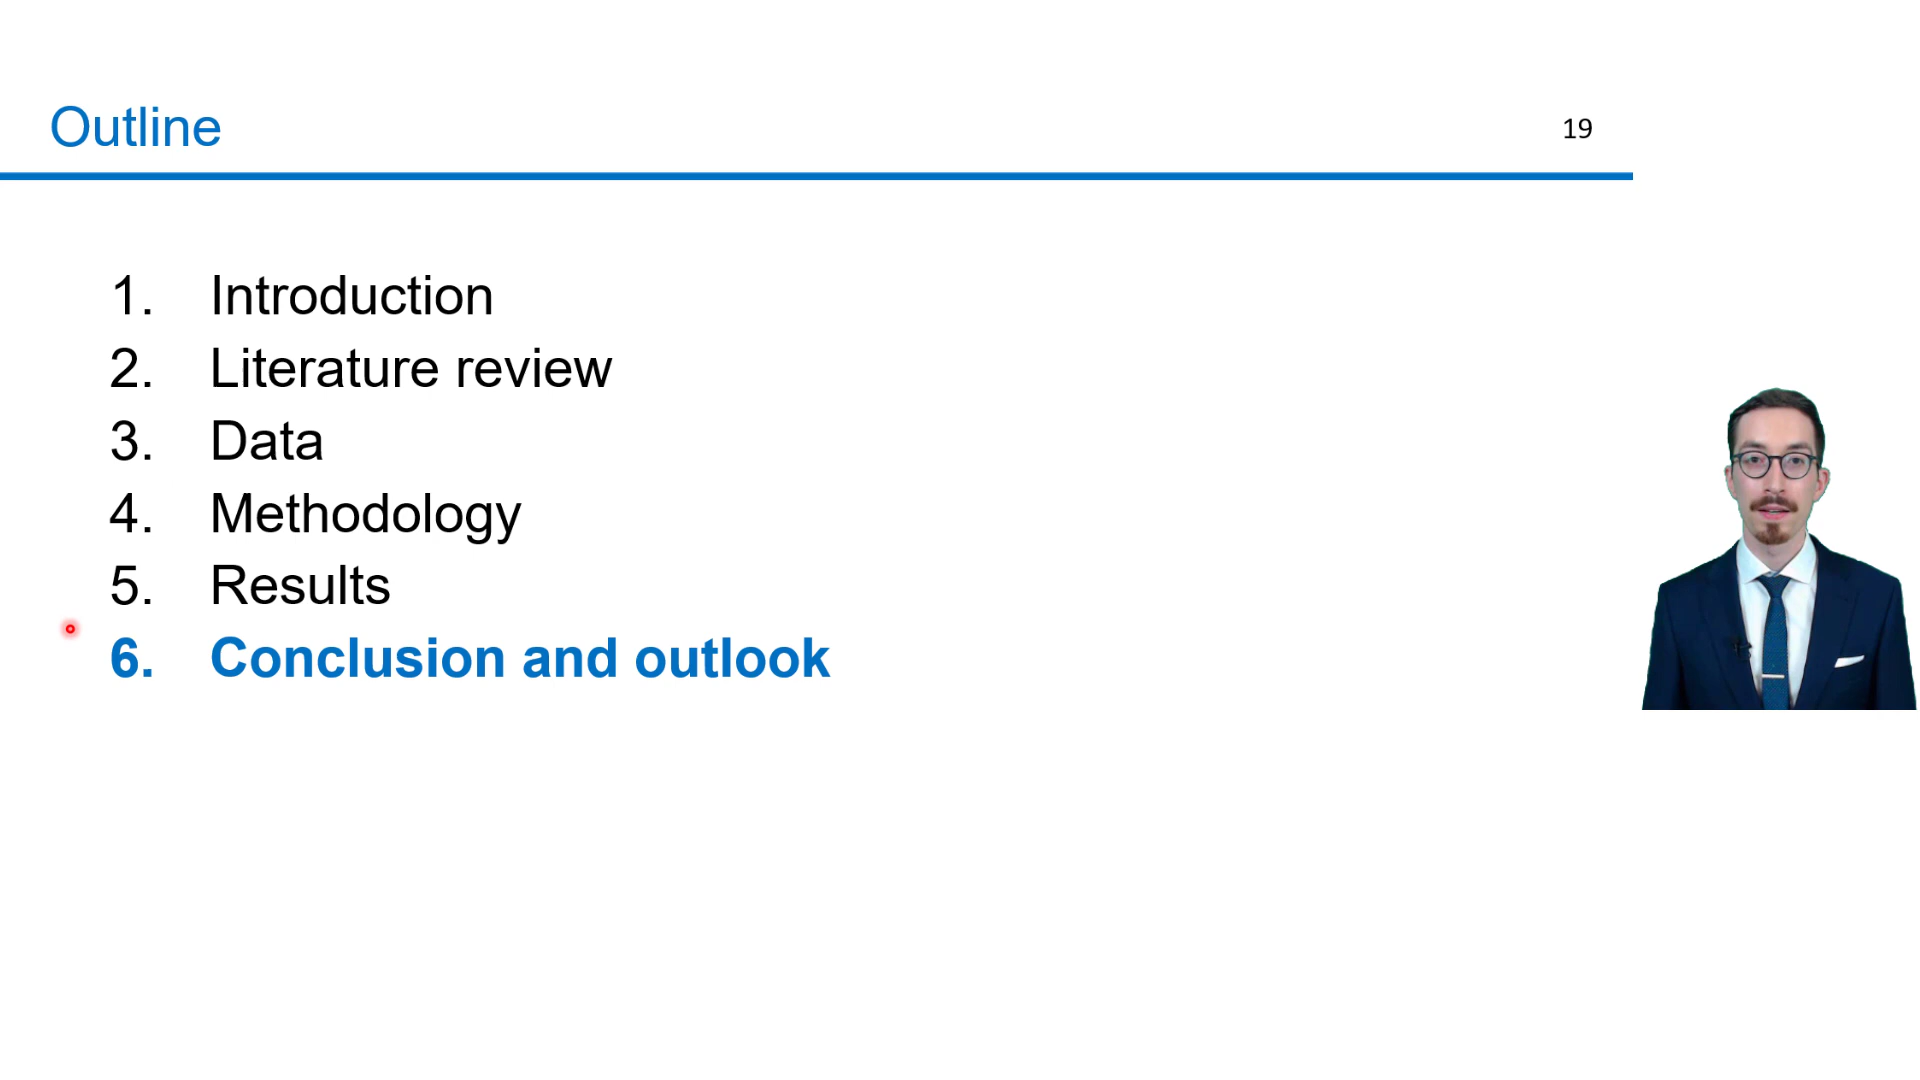 Outline
19
1. Introduction
2. Literature review
3. Data
4. Methodology
5. Results
6. Conclusion and outlook